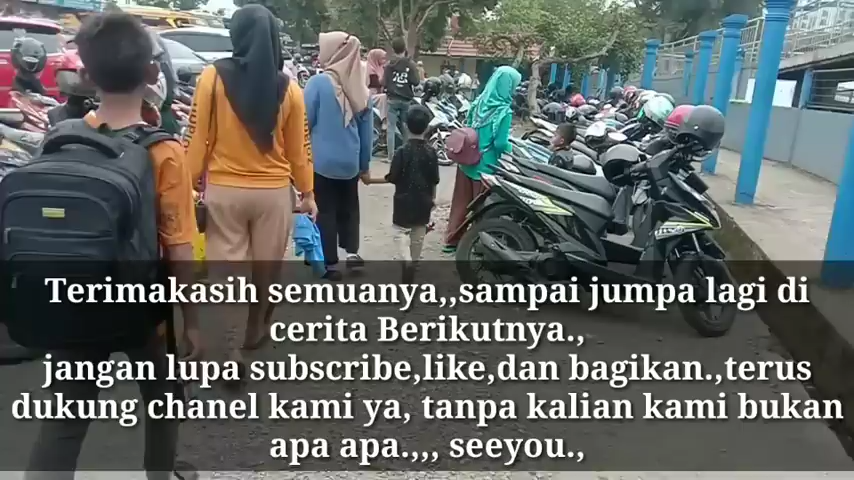 Terimakasih semuanya,,sampai jumpa lagi di
cerita Berikutnya.,
jangan lupa subscribe,like,dan bagikan.,terus
dukung chanel kami ya, tanpa kalian kami bukan
apa apa.,,, seeyou.,